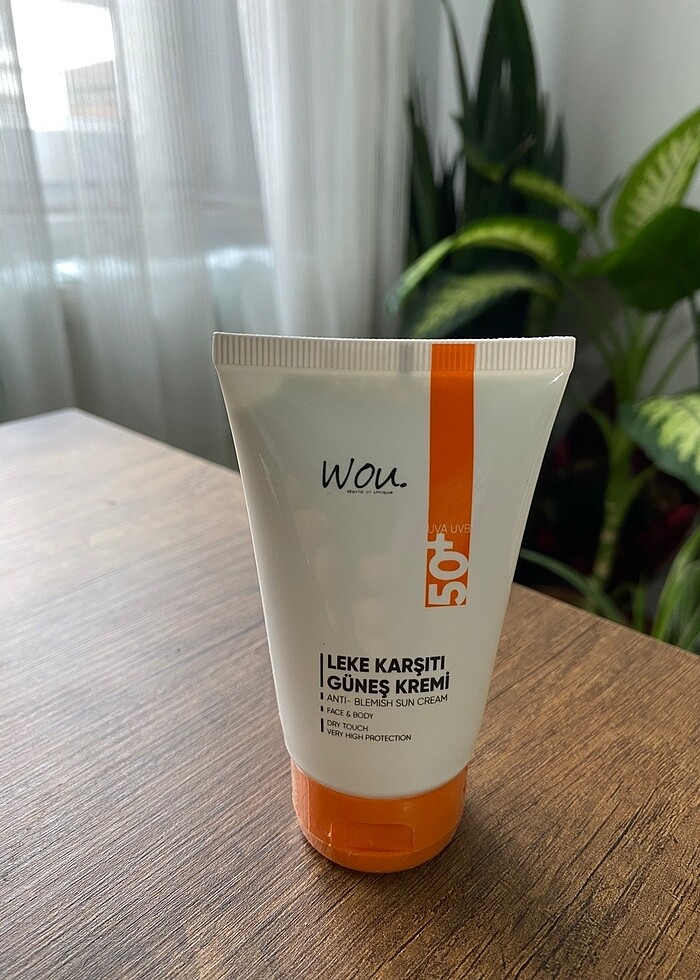 Wou.
World of Unique
UVA UVB
50+
LEKE KARŞITI
GÜNEŞ KREMİ
ANTI- BLEMISH SUN CREAM
FACE & BODY
DRY TOUCH
VERY HIGH PROTECTION